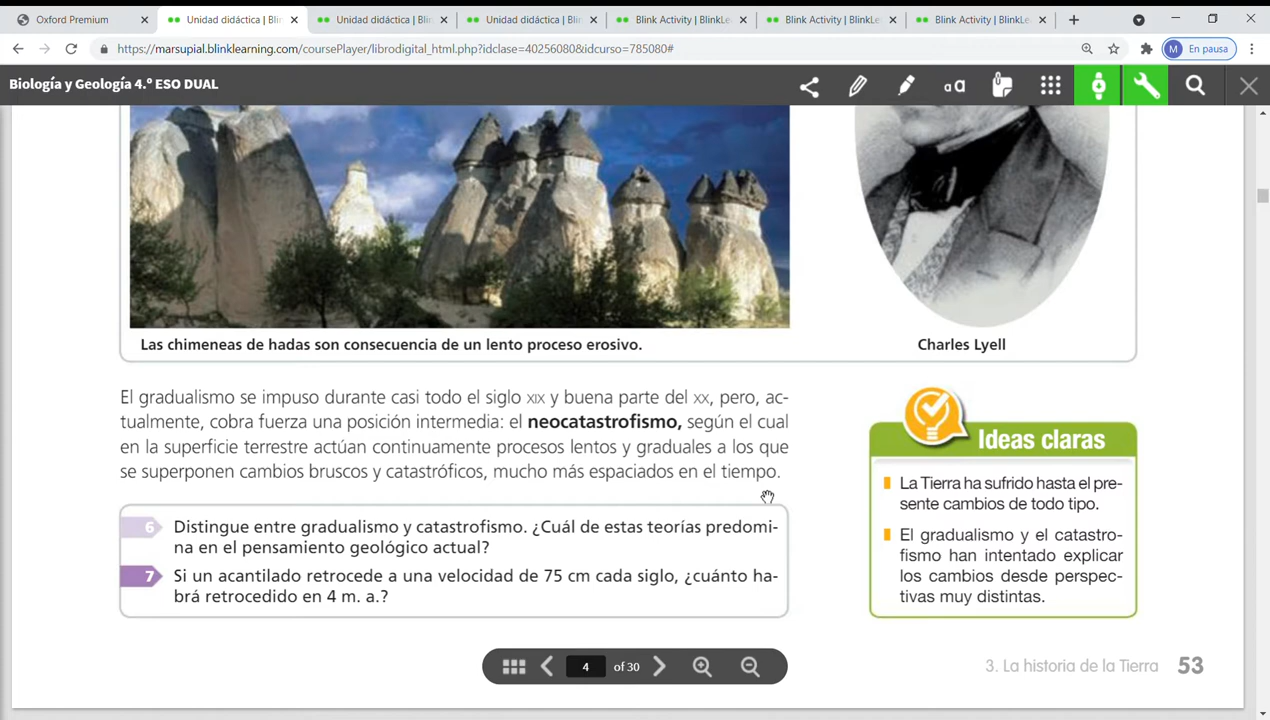 Oxford Premium
Unidad didáctica | Bli
Unidad didáctica | Bli
Unidad didáctica | Bli
Blink Activity | BlinkLe
Blink Activity | BlinkLe
Blink Activity | BlinkLe
https://marsupial.blinklearning.com/coursePlayer/librodigital_html.php?idclase=40256080&idcurso=785080#
M En pausa
Biología y Geología 4.º ESO DUAL
aa
Las chimeneas de hadas son consecuencia de un lento proceso erosivo.
Charles Lyell
El gradualismo se impuso durante casi todo el siglo XIX y buena parte del XX, pero, ac-
tualmente, cobra fuerza una posición intermedia: el neocatastrofismo, según el cual
en la superficie terrestre actúan continuamente procesos lentos y graduales a los que
se superponen cambios bruscos y catastróficos, mucho más espaciados en el tiempo.
6 Distingue entre gradualismo y catastrofismo. ¿Cuál de estas teorías predomi-
na en el pensamiento geológico actual?
7 Si un acantilado retrocede a una velocidad de 75 cm cada siglo, ¿cuánto ha-
brá retrocedido en 4 m. a.?
Ideas claras
La Tierra ha sufrido hasta el pre-
sente cambios de todo tipo.
El gradualismo y el catastro-
fismo han intentado explicar
los cambios desde perspec-
tivas muy distintas.
4 of 30
3. La historia de la Tierra 53